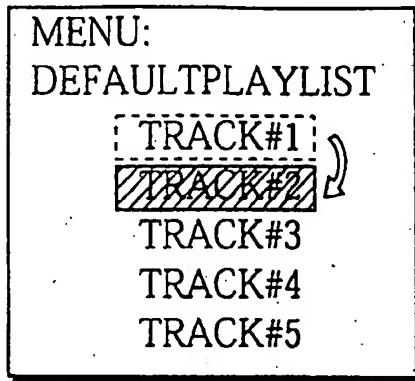 MENU:
DEFAULTPLAYLIST
TRACK#1
TRACK#2
TRACK#3
TRACK#4
TRACK#5